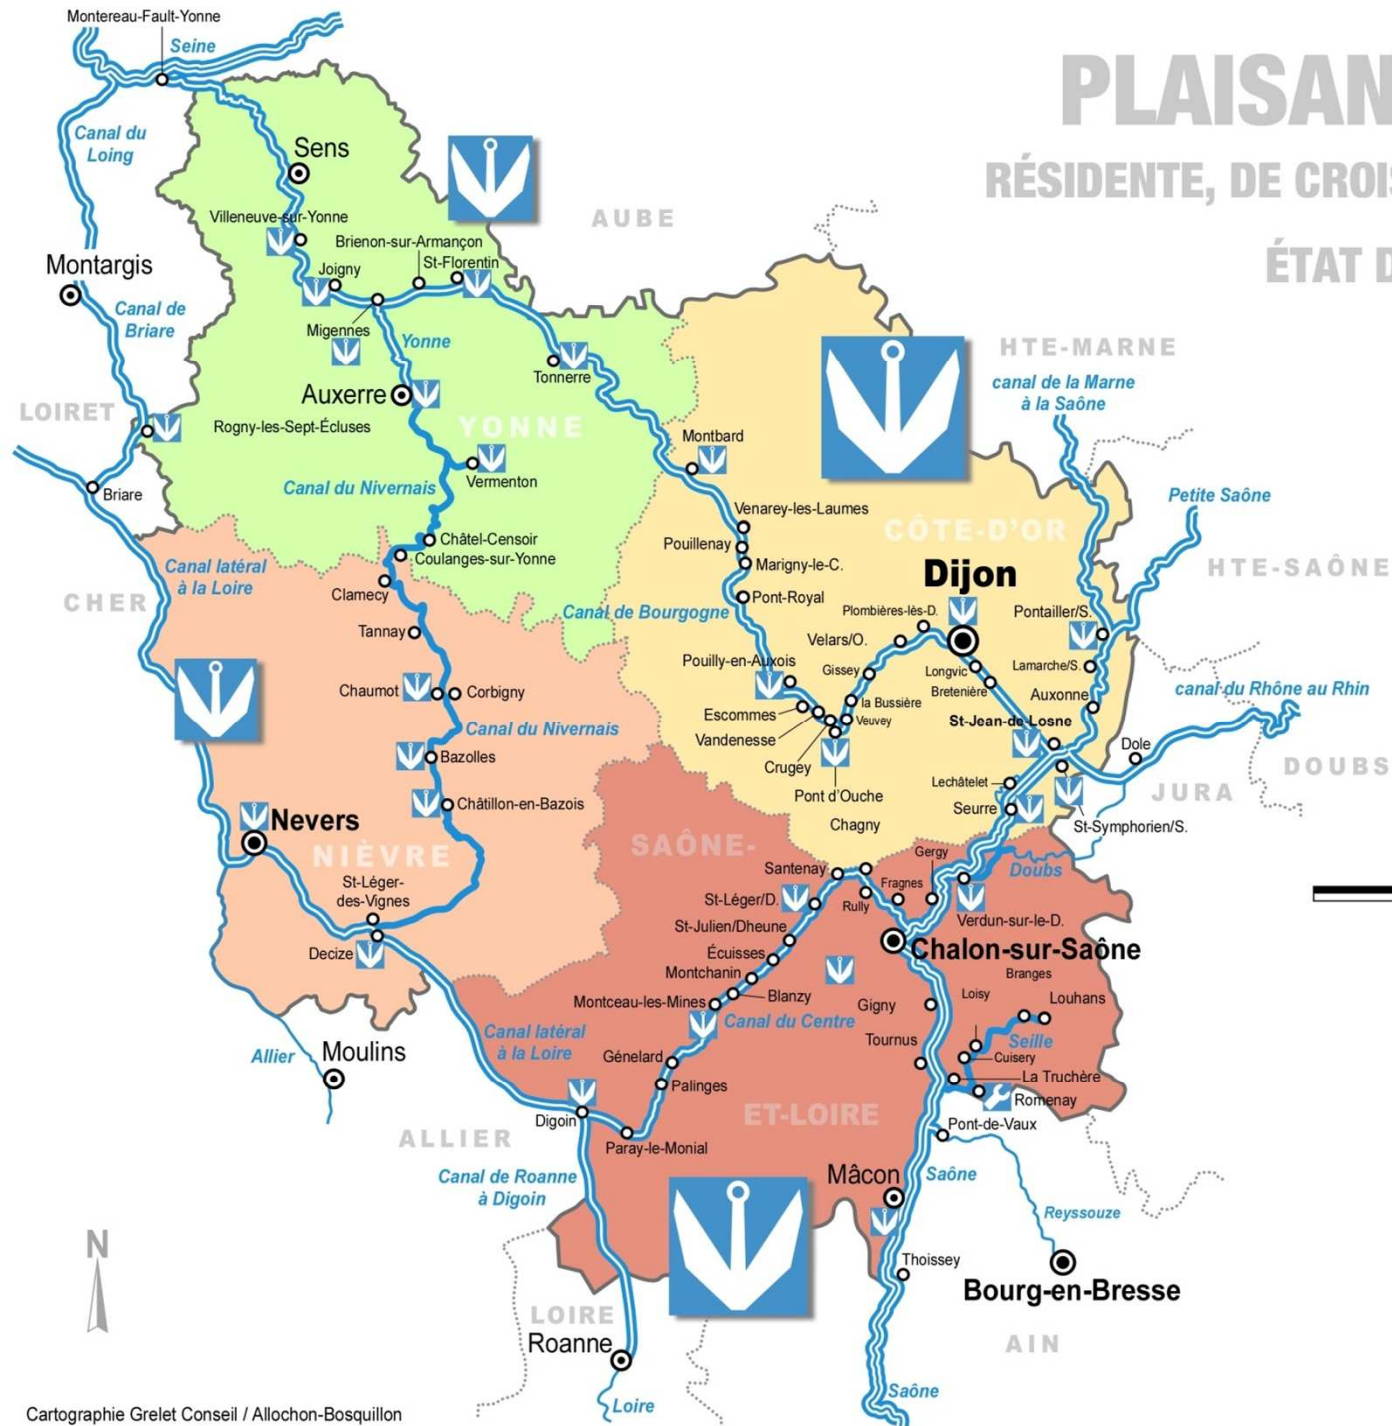 Montereau-Fault-Yonne
Seine
PLAISAN
RÉSIDENTE, DE CROIS
ÉTAT D
Canal du
Loing
Sens
AUBE
Villeneuve-sur-Yonne
Brienon-sur-Armançon
St-Florentin
Joigny
Montargis
Canal de
Briare
Migennes
Yonne
Tonnerre
HTE-MARNE
canal de la Marne
à la Saône
Auxerre
LOIRET
Rogny-les-Sept-Écluses
YONNE
Montbard
Vermenton
Canal du Nivernais
Briare
Petite Saône
Venarey-les-Laumes
CÔTE-D'OR
Châtel-Censoir
Pouillenay
Coulanges-sur-Yonne
Marigny-le-C.
Canal latéral
à la Loire
HTE-SAÔNE
Dijon
Clamecy
CHER
Pont-Royal
Canal de Bourgogne
Plombières-lès-D.
Pontailler/S.
Tannay
Velars/O.
Pouilly-en-Auxois
Gissey
Longvic
Lamarche/S.
Chaumot
Corbigny
Bretenière
Auxonne
canal du Rhône au Rhin
la Bussière
Escommes
Veuvey
St-Jean-de-Losne
Canal du Nivernais
Vandenesse
Dole
Bazolles
Crugey
DOUBS
Lechâtelet
Pont d'Ouche
JURA
Châtillon-en-Bazois
Seurre
Nevers
Chagny
St-Symphorien/S.
NIÈVRE
SAÔNE-
Gergy
Santenay
Doubs
St-Léger-
des-Vignes
Fragnes
St-Léger/D.
Rully
Verdun-sur-le-D.
St-Julien/Dheune
Decize
Écuisses
Chalon-sur-Saône
Montchanin
Branges
Blanzy
Loisy
Louhans
Montceau-les-Mines
Gigny
Canal du Centre
Canal latéral
à la Loire
Tournus
Seille
Allier
Moulins
Génelard
Cuisery
Palinges
La Truchère
Romenay
ET-LOIRE
Digoin
Pont-de-Vaux
ALLIER
Paray-le-Monial
Canal de Roanne
à Digoin
Mâcon
Saône
Reyssouze
N
Thoissey
Bourg-en-Bresse
LOIRE
Roanne
AIN
Saône
Loire
Cartographie Grelet Conseil / Allochon-Bosquillon